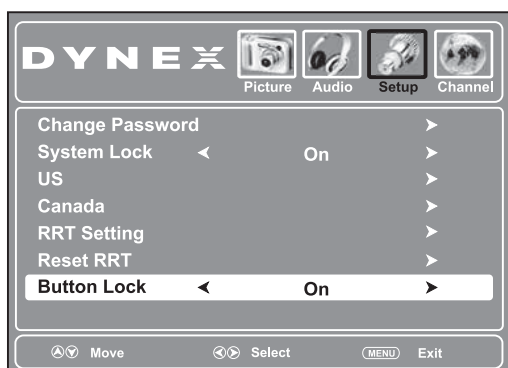 DYNEX
Picture Audio Setup Channel
Change Password
System Lock On
US
Canada
RRT Setting
Reset RRT
Button Lock On
Move Select MENU Exit